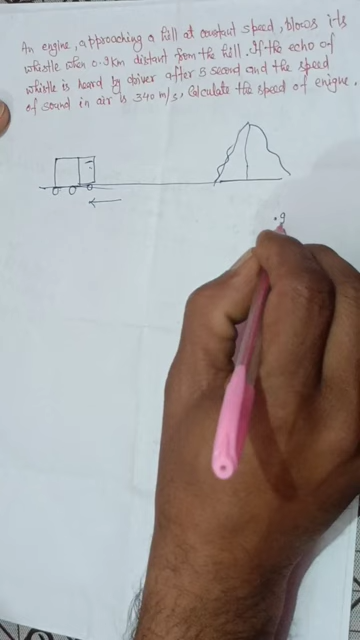 An engine, approaching a hill at constant speed, blows its
whistle when 0.9km distant from the hill. If the echo of
whistle is heard by driver after 5 second and the speed
of sound in air is 340 m/s, Calculate the speed of enigne.
.9